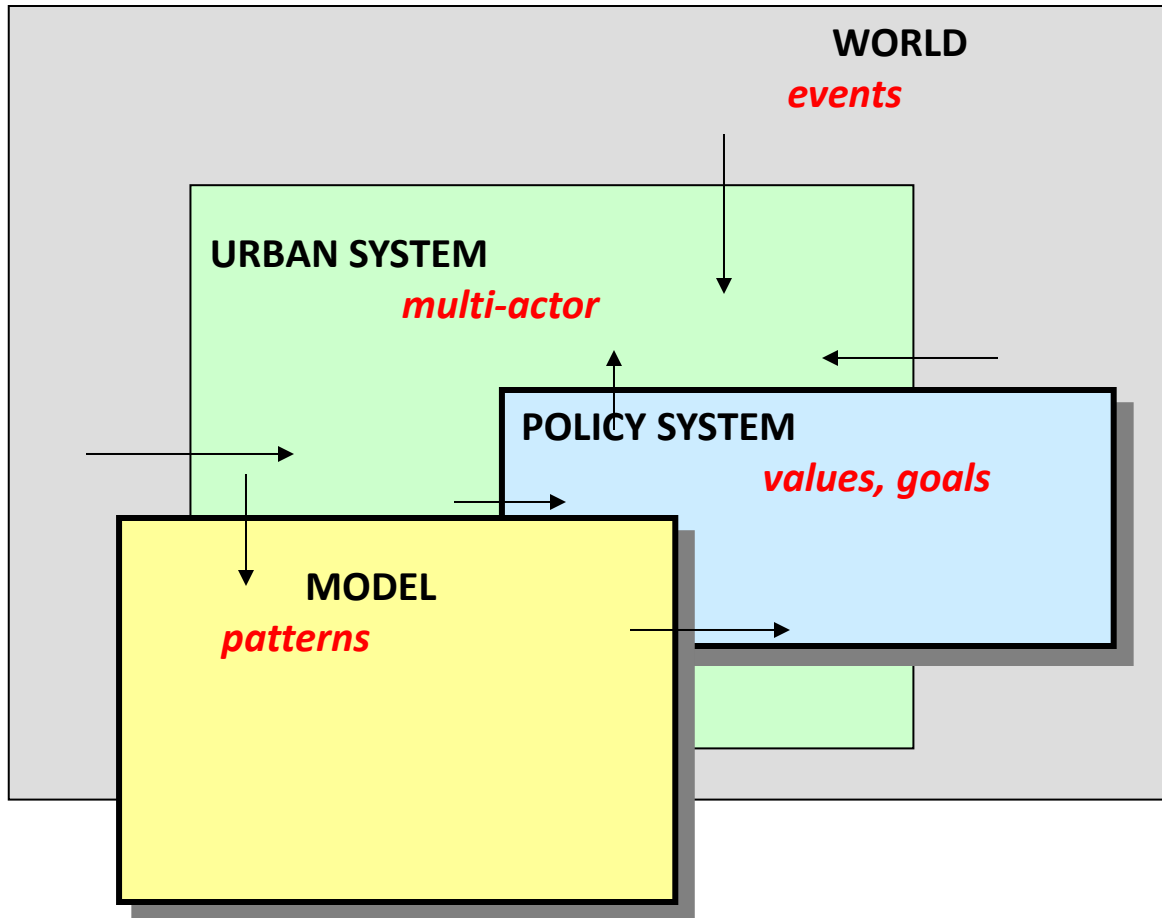 WORLD
events
URBAN SYSTEM
multi-actor
POLICY SYSTEM
values, goals
MODEL
patterns